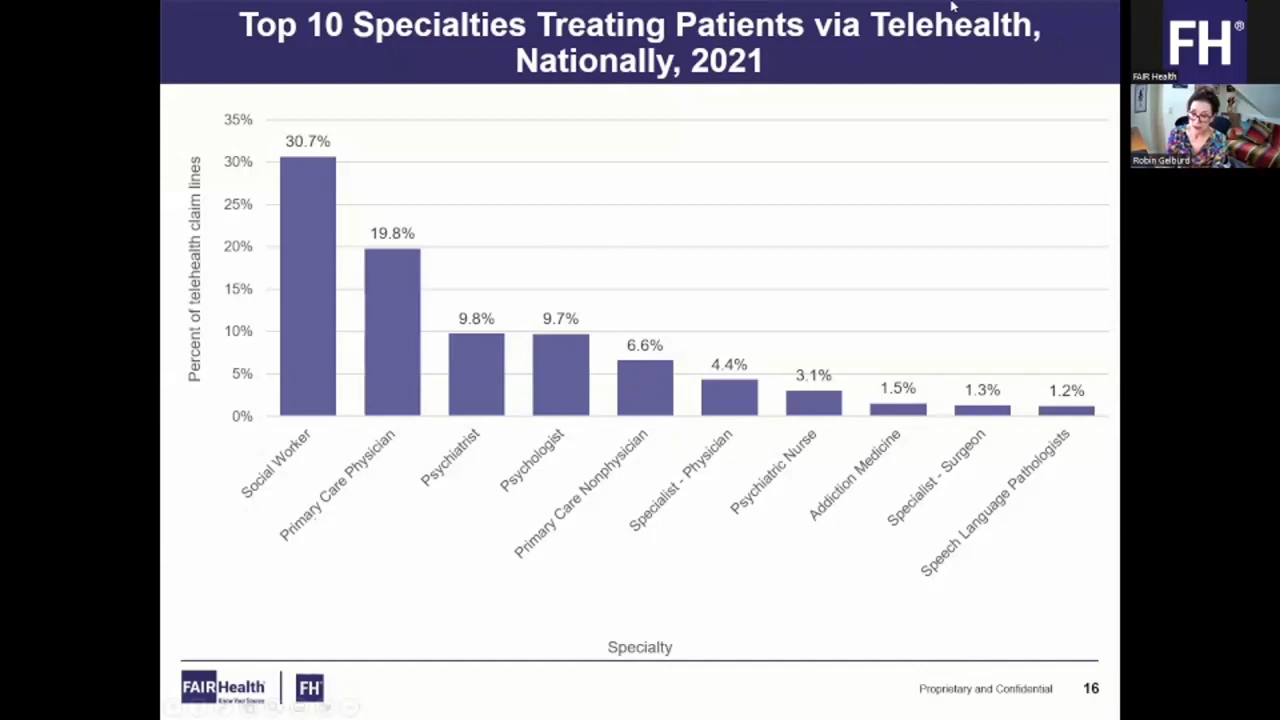 Top 10 Specialties Treating Patients via Telehealth,
Nationally, 2021
FH®
FAIR Health
Robin Gelburd
Percent of telehealth claim lines
35%
30%
25%
20%
15%
10%
5%
0%
30.7%
19.8%
9.8%
9.7%
6.6%
4.4%
3.1%
1.5%
1.3%
1.2%
Social Worker
Primary Care Physician
Psychiatrist
Psychologist
Primary Care Nonphysician
Specialist - Physician
Psychiatric Nurse
Addiction Medicine
Specialist - Surgeon
Speech Language Pathologists
Specialty
FAIR Health
Know Your Source
FH
Proprietary and Confidential
16